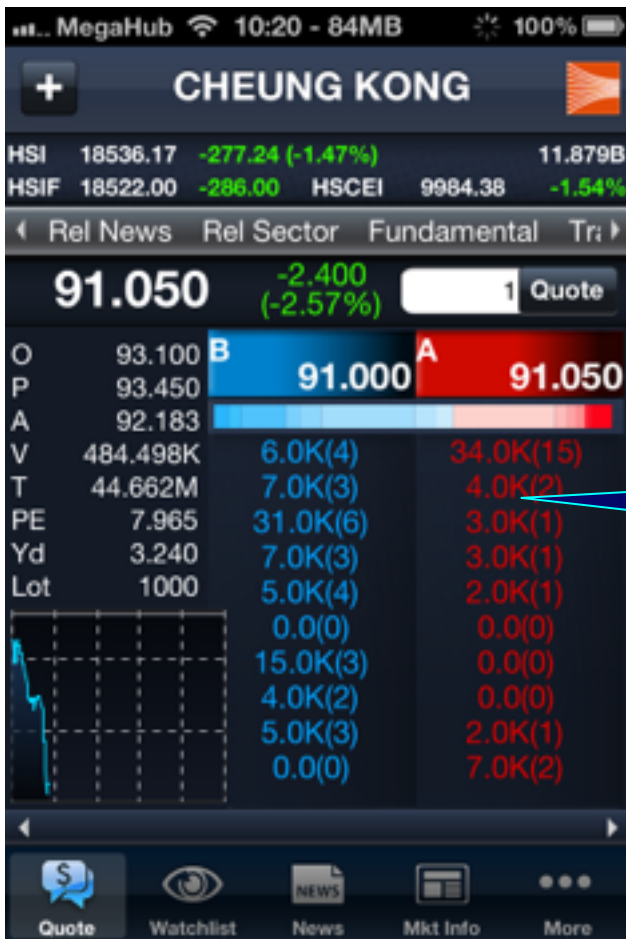 MegaHub 10:20 - 84MB 100%
+ CHEUNG KONG
HSI 18536.17 -277.24 (-1.47%) 11.879B
HSIF 18522.00 -286.00 HSCEI 9984.38 -1.54%
Rel News Rel Sector Fundamental Tra
91.050 -2.400 (-2.57%) 1 Quote
O 93.100 B 91.000 A 91.050
P 93.450
A 92.183
V 484.498K 6.0K(4) 34.0K(15)
T 44.662M 7.0K(3) 4.0K(2)
PE 7.965 31.0K(6) 3.0K(1)
Yd 3.240 7.0K(3) 3.0K(1)
Lot 1000 5.0K(4) 2.0K(1)
0.0(0) 0.0(0)
15.0K(3) 0.0(0)
4.0K(2) 0.0(0)
5.0K(3) 2.0K(1)
0.0(0) 7.0K(2)
$ NEWS
Quote Watchlist News Mkt Info More